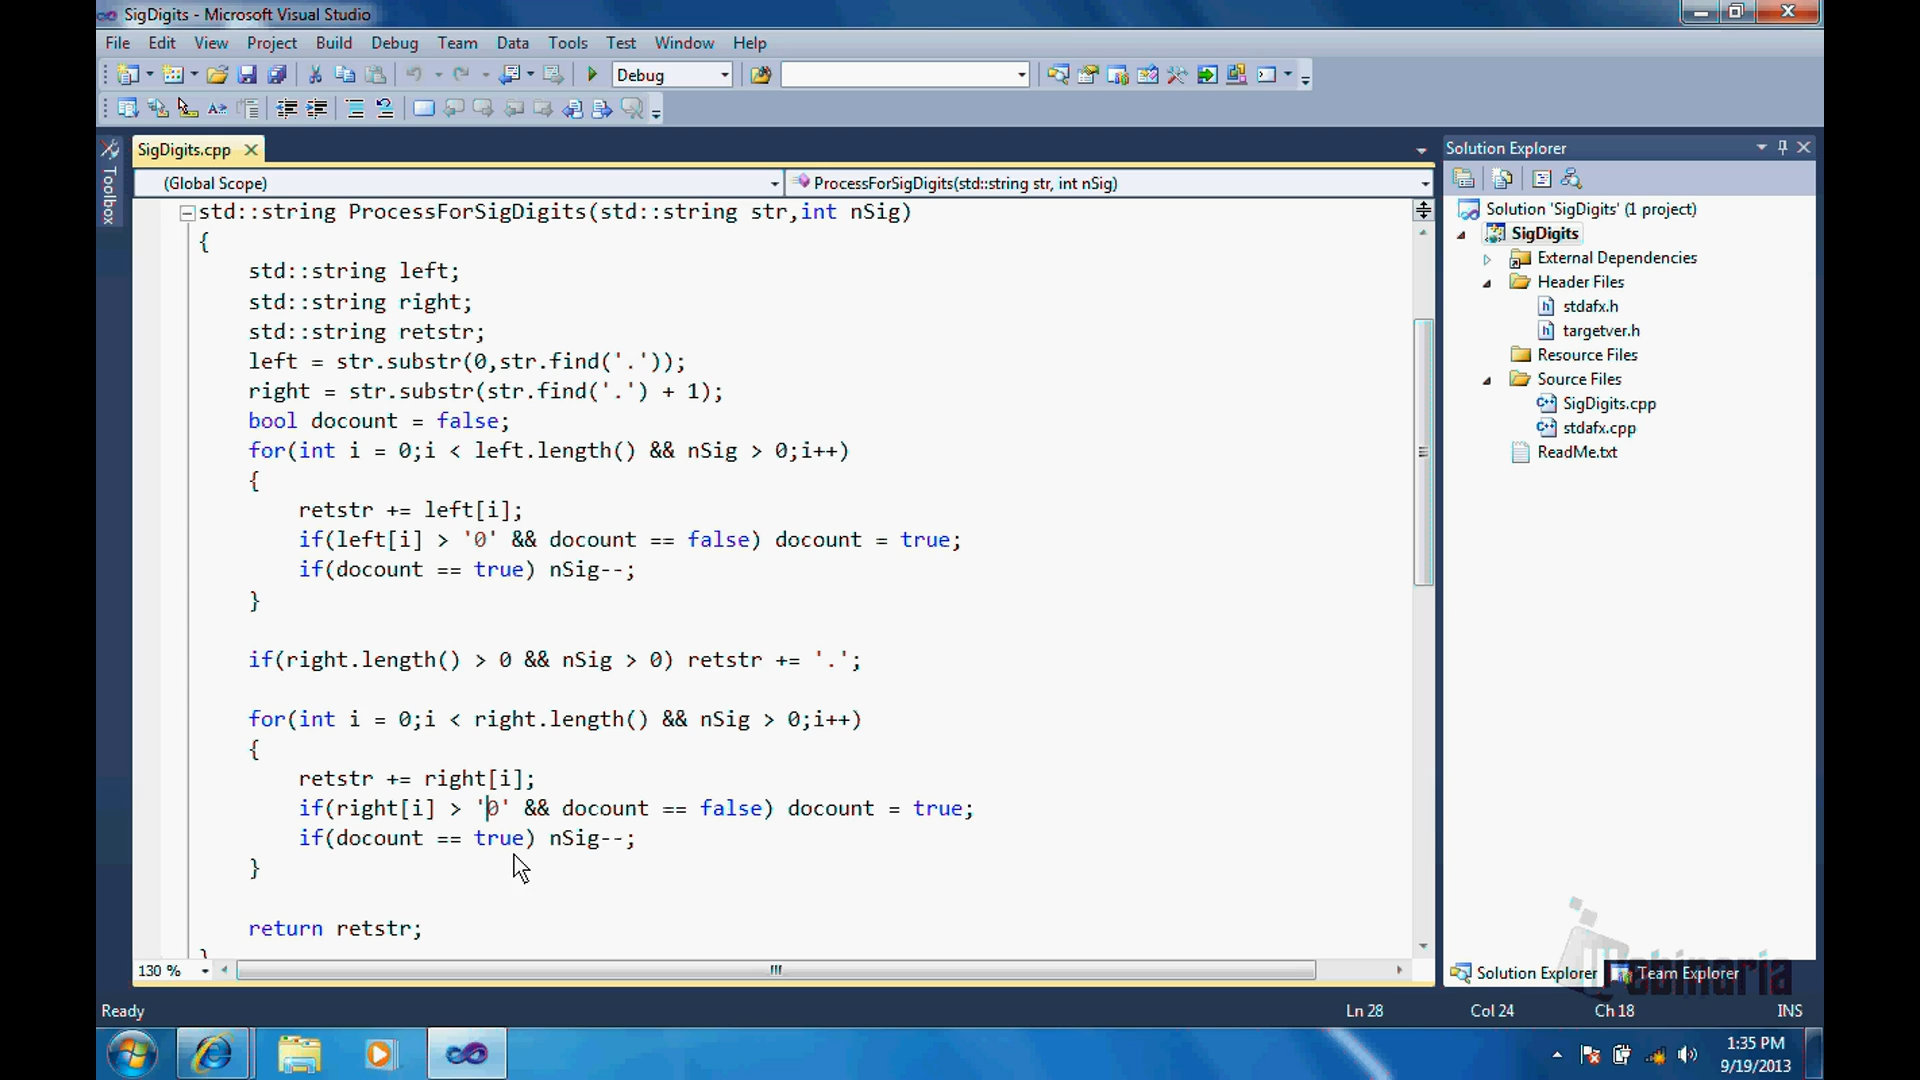 SigDigits - Microsoft Visual Studio
File Edit View Project Build Debug Team Data Tools Test Window Help
Debug
SigDigits.cpp
Toolbox
(Global Scope)
ProcessForSigDigits(std::string str, int nSig)
std::string ProcessForSigDigits(std::string str,int nSig)
{
std::string left;
std::string right;
std::string retstr;
left = str.substr(0,str.find('.'));
right = str.substr(str.find('.') + 1);
bool docount = false;
for(int i = 0;i < left.length() && nSig > 0;i++)
{
retstr += left[i];
if(left[i] > '0' && docount == false) docount = true;
if(docount == true) nSig--;
}
if(right.length() > 0 && nSig > 0) retstr += '.';
for(int i = 0;i < right.length() && nSig > 0;i++)
{
retstr += right[i];
if(right[i] > '0' && docount == false) docount = true;
if(docount == true) nSig--;
}
return retstr;
130 %
Solution Explorer
Solution 'SigDigits' (1 project)
SigDigits
External Dependencies
Header Files
stdafx.h
targetver.h
Resource Files
Source Files
SigDigits.cpp
stdafx.cpp
ReadMe.txt
Solution Explorer
Team Explorer
Webinaria
Ready
Ln 28
Col 24
Ch 18
INS
1:35 PM
9/19/2013